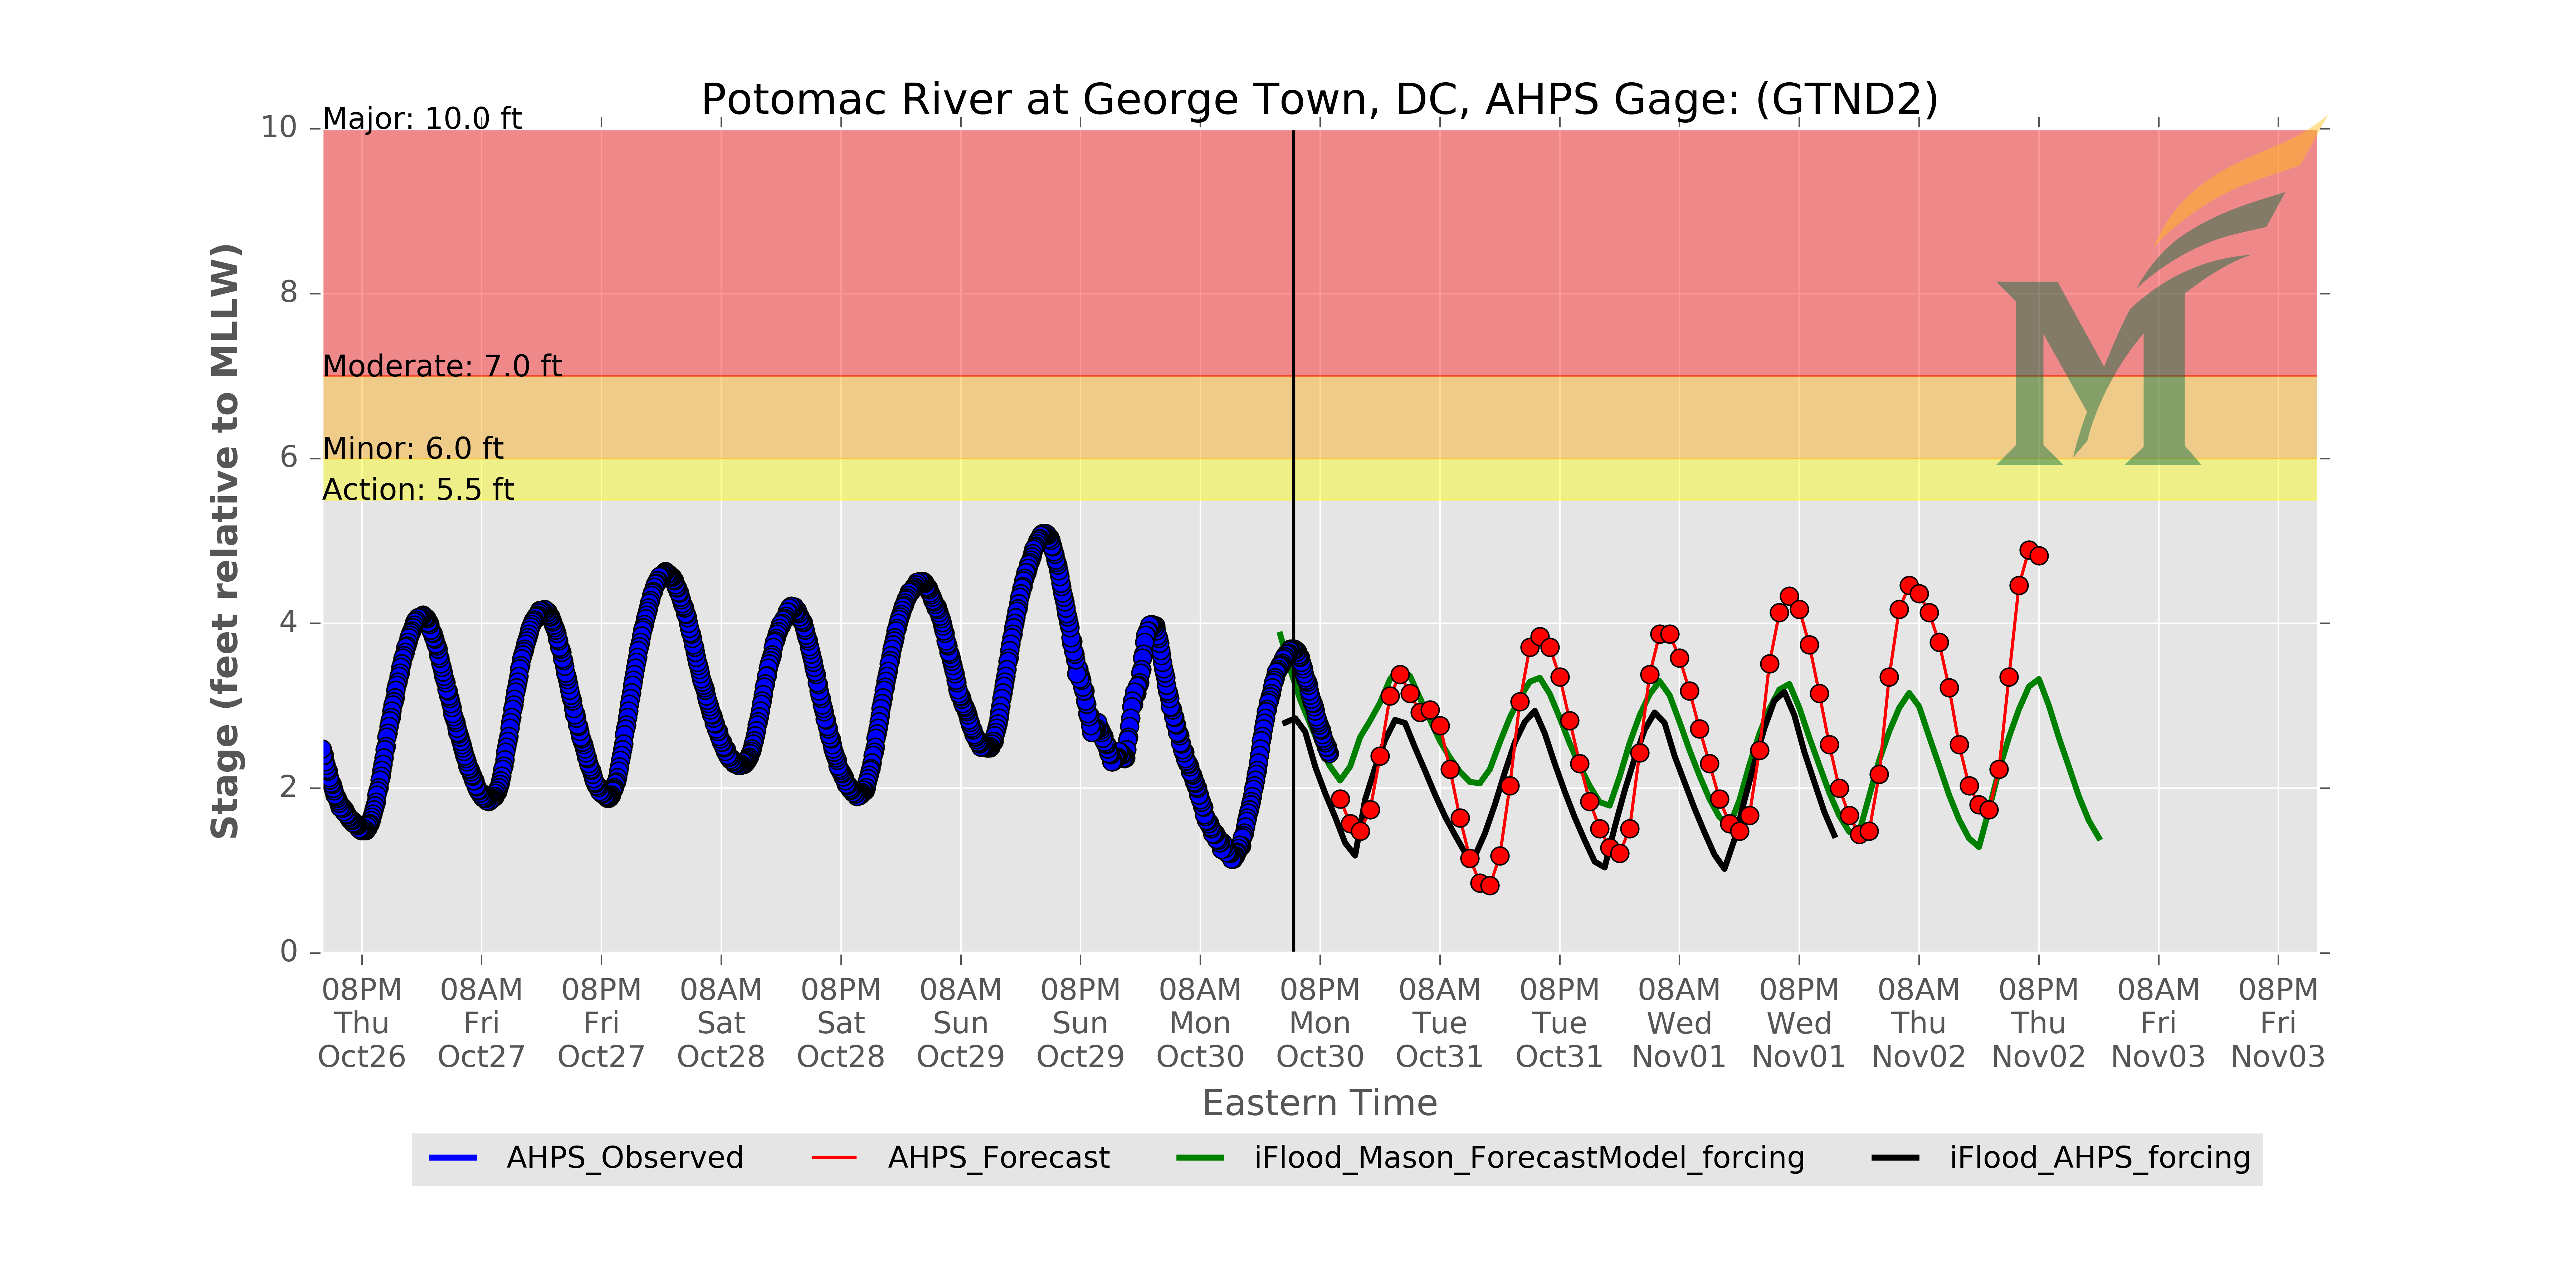 Potomac River at George Town, DC, AHPS Gage: (GTND2)
Stage (feet relative to MLLW)
10
8
6
4
2
0
Major: 10.0 ft
Moderate: 7.0 ft
Minor: 6.0 ft
Action: 5.5 ft
08PM 08AM 08PM 08AM 08PM 08AM 08PM 08AM 08PM 08AM 08PM 08AM 08PM 08AM 08PM 08AM 08PM
Thu Fri Fri Sat Sat Sun Sun Mon Mon Tue Tue Wed Wed Thu Thu Fri Fri
Oct26 Oct27 Oct27 Oct28 Oct28 Oct29 Oct29 Oct30 Oct30 Oct31 Oct31 Nov01 Nov01 Nov02 Nov02 Nov03 Nov03
Eastern Time
AHPS_Observed AHPS_Forecast iFlood_Mason_ForecastModel_forcing iFlood_AHPS_forcing
M